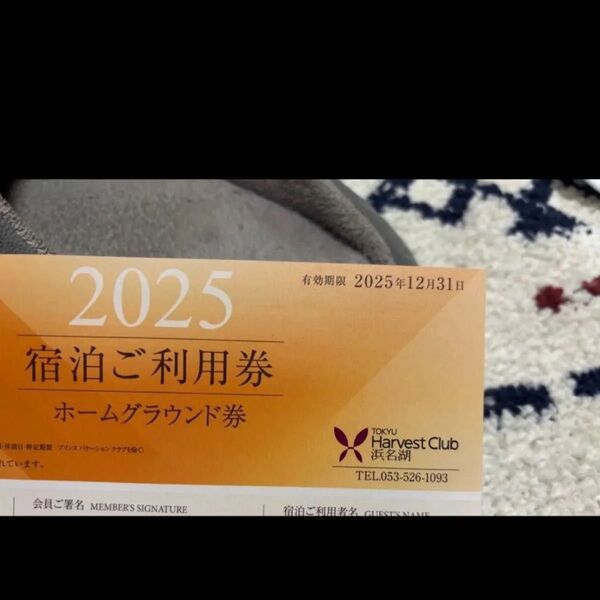 2025
有効期限 2025年12月31日
宿泊ご利用券
ホームグラウンド券
TOKYU
Harvest Club
浜名湖
TEL.053-526-1093
会員ご署名 MEMBER'S SIGNATURE
宿泊ご利用者名 GUEST'S NAME